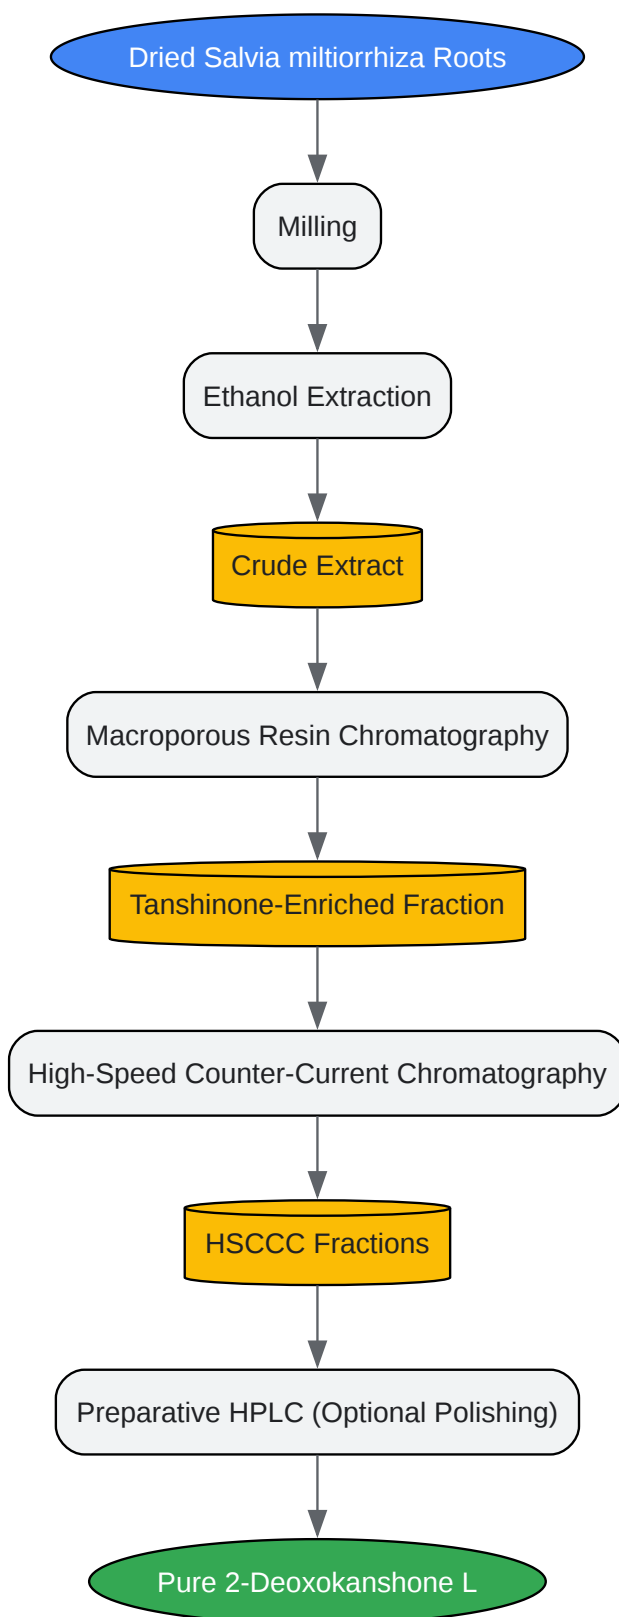 Dried Salvia miltiorrhiza Roots
Milling
Ethanol Extraction
Crude Extract
Macroporous Resin Chromatography
Tanshinone-Enriched Fraction
High-Speed Counter-Current Chromatography
HSCCC Fractions
Preparative HPLC (Optional Polishing)
Pure 2-Deoxokanshone L